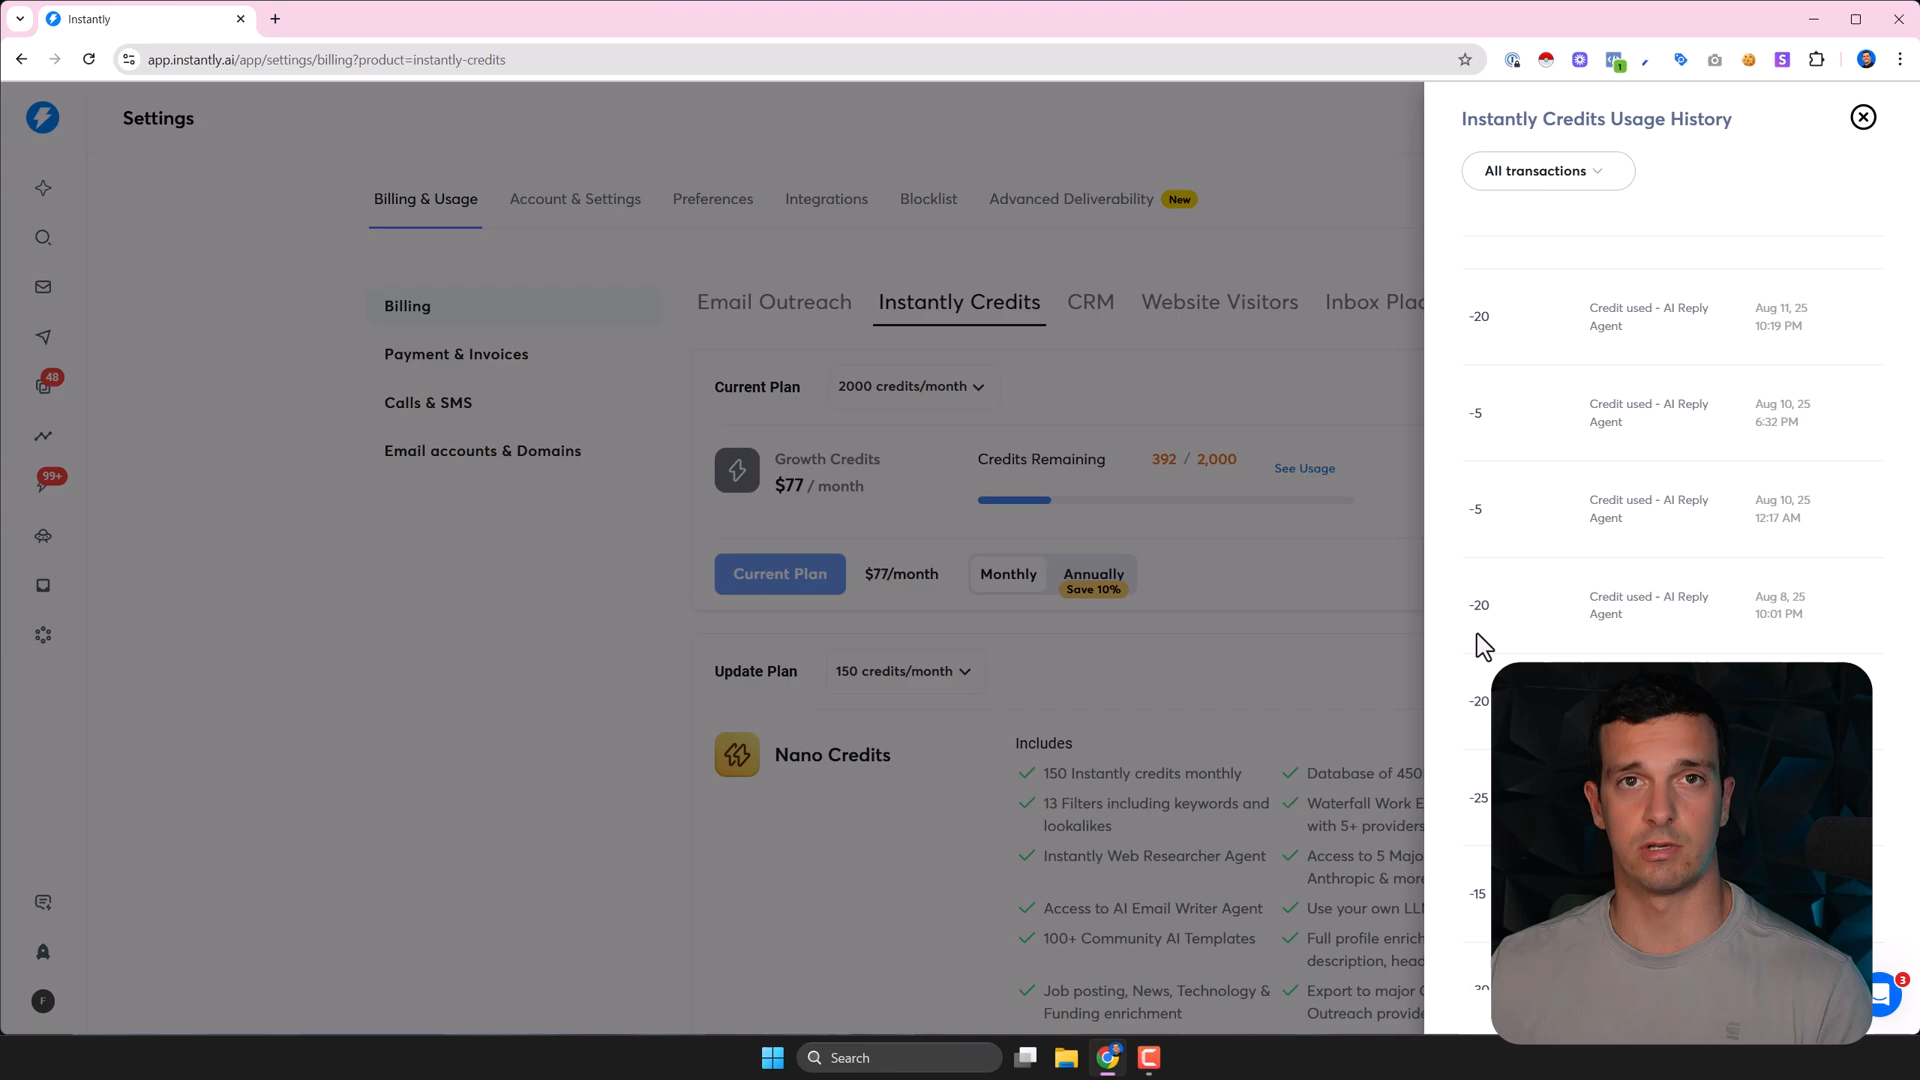 Instantly
app.instantly.ai/app/settings/billing?product=instantly-credits
1
Settings
Billing & Usage
Account & Settings
Preferences
Integrations
Blocklist
Advanced Deliverability
New
48
99+
F
Billing
Payment & Invoices
Calls & SMS
Email accounts & Domains
Email Outreach
Instantly Credits
CRM
Website Visitors
Inbox Plac
Current Plan
2000 credits/month
Growth Credits
$77 / month
Credits Remaining
392 / 2,000
See Usage
Current Plan
$77/month
Monthly
Annually
Save 10%
Update Plan
150 credits/month
Nano Credits
Includes
150 Instantly credits monthly
13 Filters including keywords and
lookalikes
Instantly Web Researcher Agent
Access to AI Email Writer Agent
100+ Community AI Templates
Job posting, News, Technology &
Funding enrichment
Database of 450
Waterfall Work E
with 5+ providers
Access to 5 Majo
Anthropic & more
Use your own LL
Full profile enrich
description, head
Export to major
Outreach provide
Instantly Credits Usage History
All transactions
-20
Credit used - AI Reply
Agent
Aug 11, 25
10:19 PM
-5
Credit used - AI Reply
Agent
Aug 10, 25
6:32 PM
-5
Credit used - AI Reply
Agent
Aug 10, 25
12:17 AM
-20
Credit used - AI Reply
Agent
Aug 8, 25
10:01 PM
-20
-25
-15
3
Search